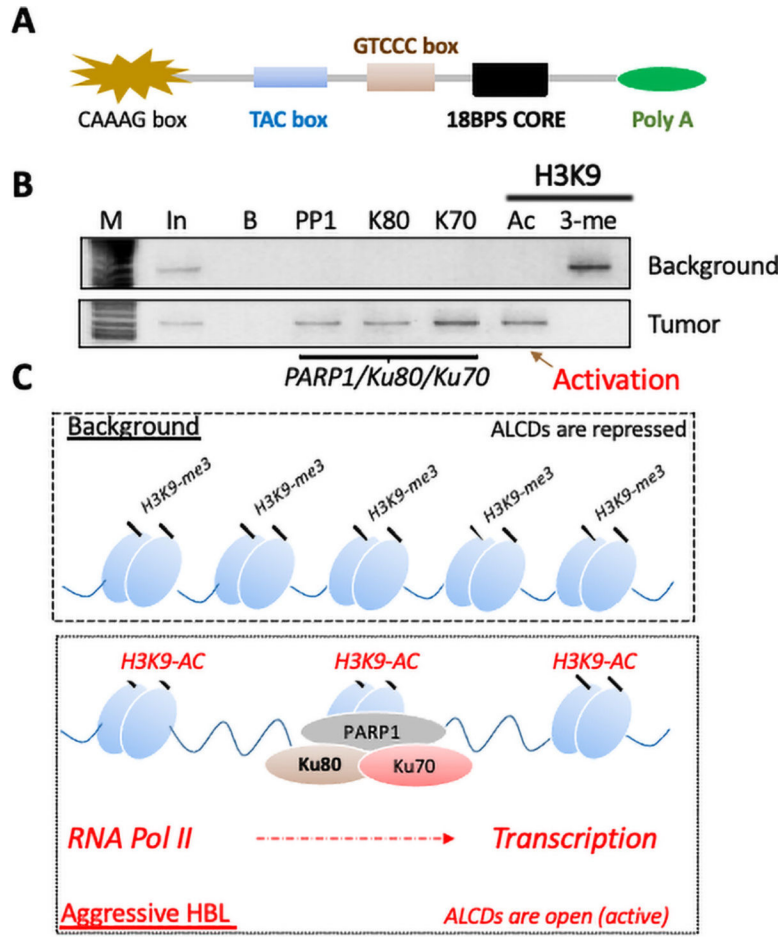 A
GTCCC box
CAAAG box TAC box 18BPS CORE Poly A
B
H3K9
M In B PP1 K80 K70 Ac 3-me
Background
Tumor
PARP1/Ku80/Ku70
Activation
C
Background ALCDs are repressed
H3K9-me3 H3K9-me3 H3K9-me3 H3K9-me3 H3K9-me3
H3K9-AC H3K9-AC H3K9-AC
PARP1
Ku80 Ku70
RNA Pol II Transcription
Aggressive HBL ALCDs are open (active)